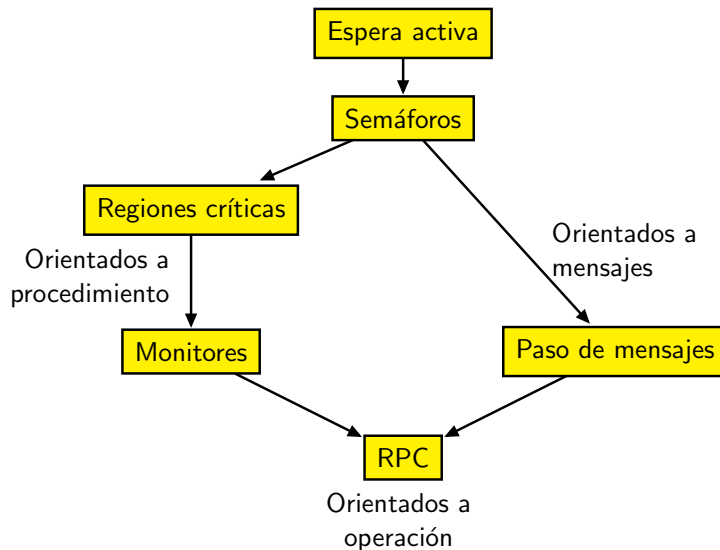 Espera activa
Semáforos
Regiones críticas
Orientados a
procedimiento
Orientados a
mensajes
Monitores
Paso de mensajes
RPC
Orientados a
operación